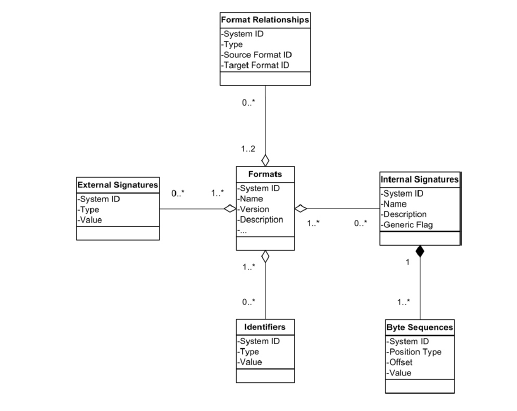 Format Relationships
-System ID
-Type
-Source Format ID
-Target Format ID
0..*
1..2
External Signatures
-System ID
-Type
-Value
0..*
1..*
Formats
-System ID
-Name
-Version
-Description
-...
1..*
0..*
Internal Signatures
-System ID
-Name
-Description
-Generic Flag
1..*
0..*
Identifiers
-System ID
-Type
-Value
1
1..*
Byte Sequences
-System ID
-Position Type
-Offset
-Value